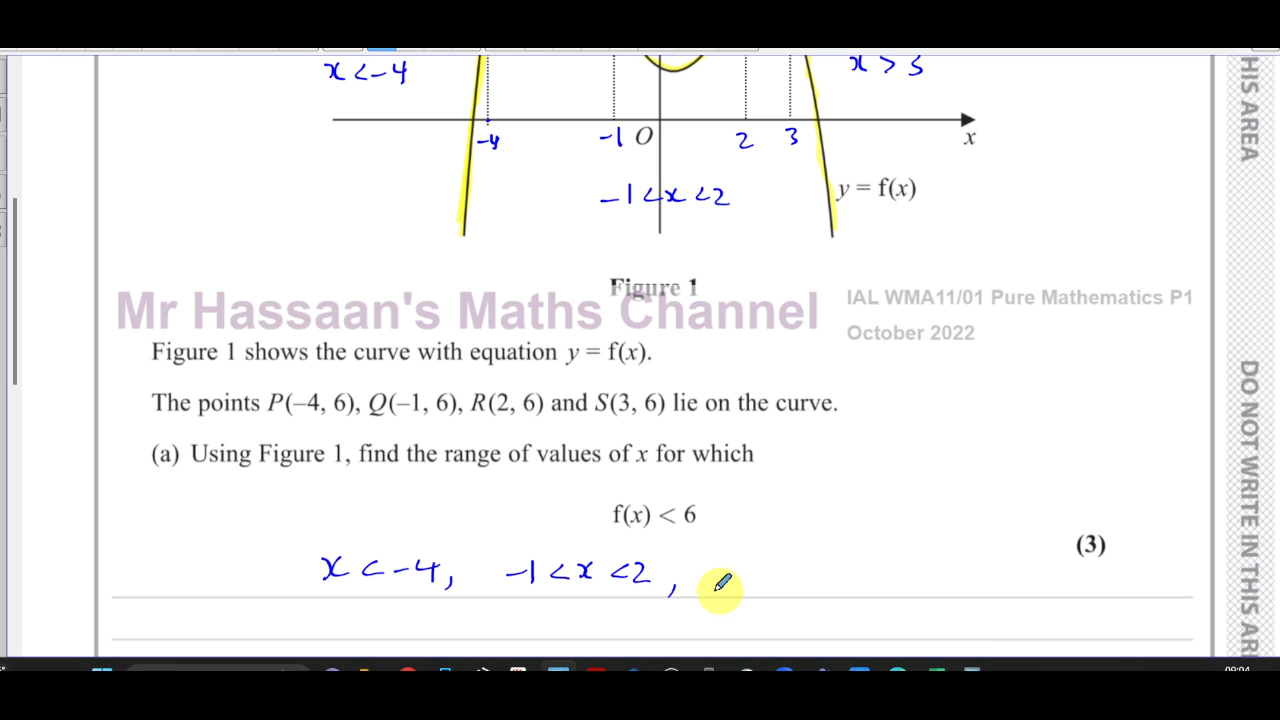 x < -4
x > 3
-4
-1
O
2
3
x
-1 < x < 2
y = f(x)
Figure 1
Mr Hassaan's Maths Channel
IAL WMA11/01 Pure Mathematics P1
October 2022
Figure 1 shows the curve with equation y = f(x).
The points P(–4, 6), Q(–1, 6), R(2, 6) and S(3, 6) lie on the curve.
(a) Using Figure 1, find the range of values of x for which
f(x) < 6
(3)
x < -4, -1 < x < 2,
HIS AREA
DO NOT WRITE IN THIS AR